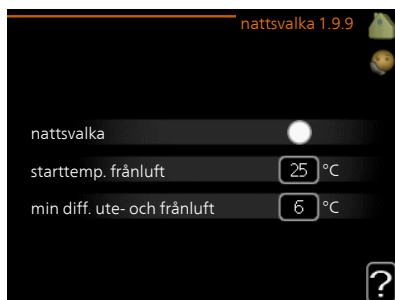 nattsvalka 1.9.9
nattsvalka
starttemp. frånluft 25 °C
min diff. ute- och frånluft 6 °C
?